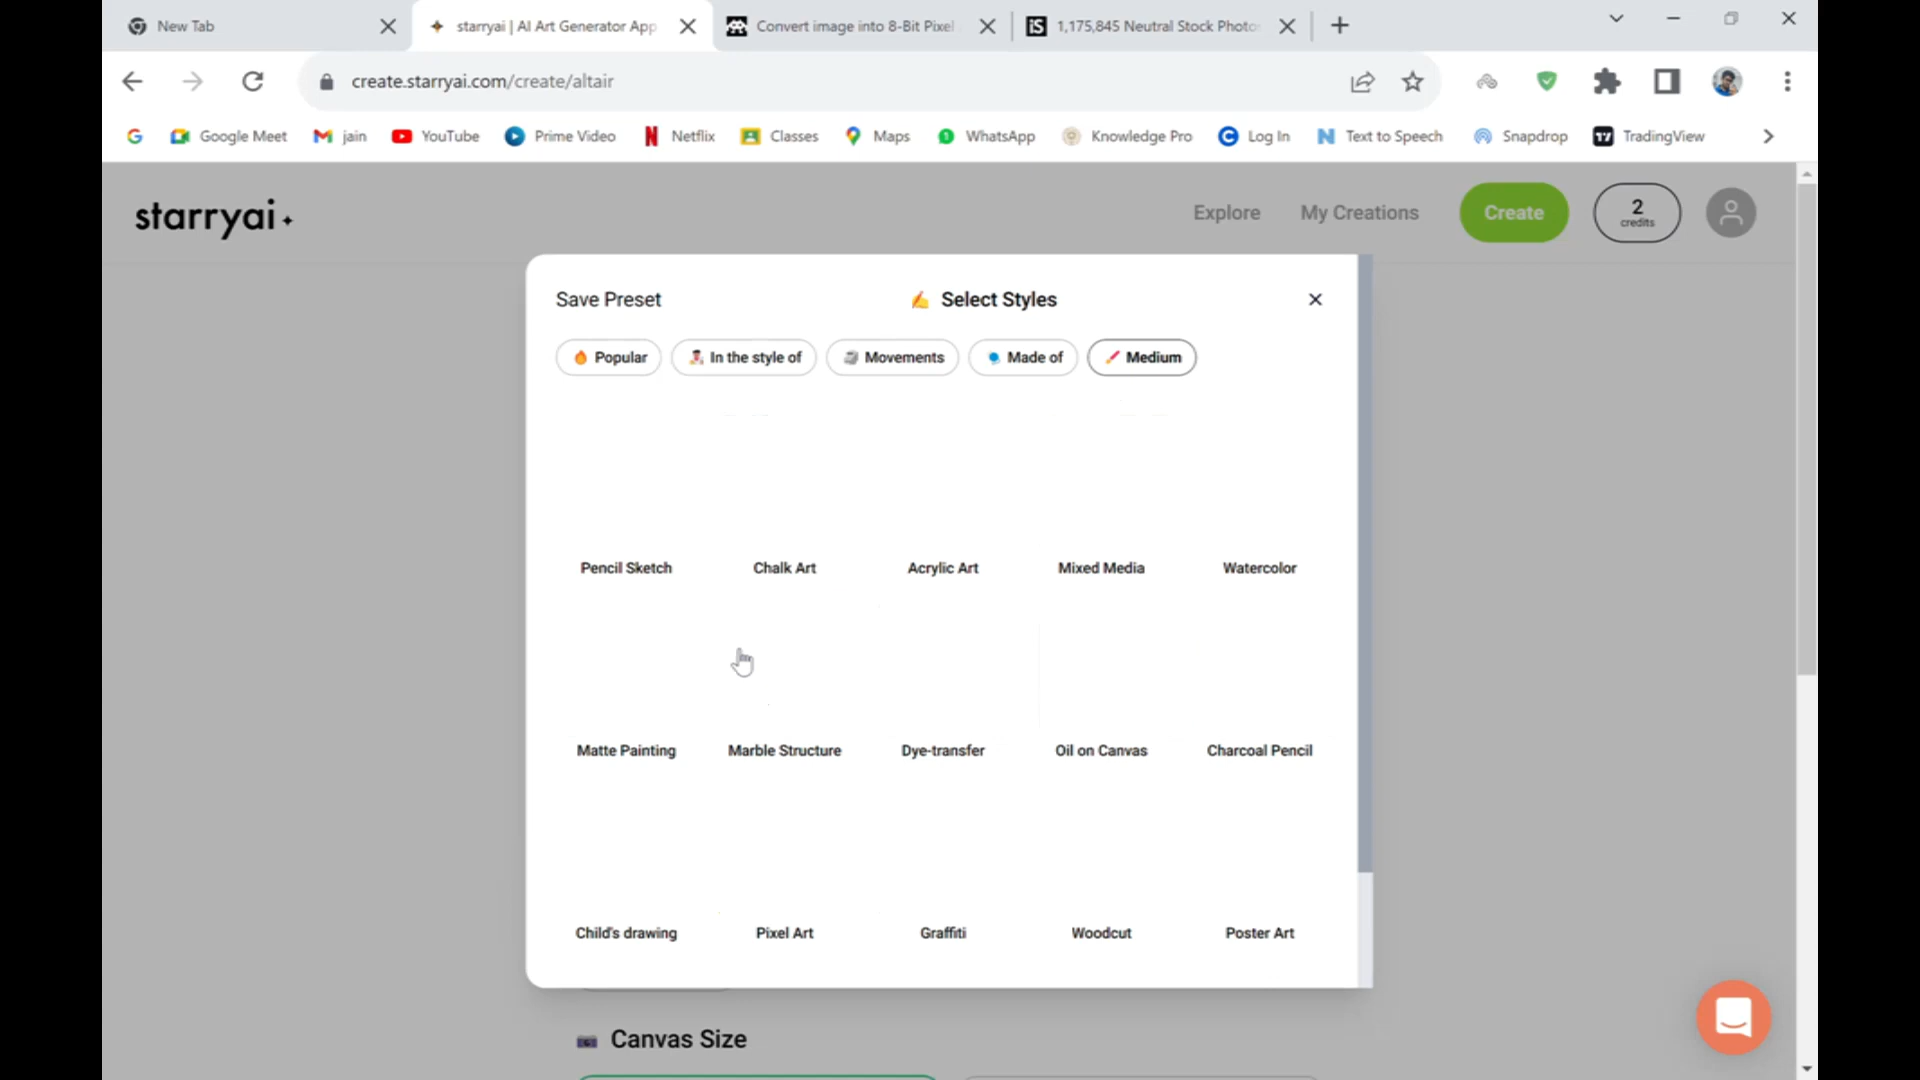 New Tab
starryai | AI Art Generator App
Convert image into 8-Bit Pixel
iS
1,175,845 Neutral Stock Photo
create.starryai.com/create/altair
Google Meet
jain
YouTube
Prime Video
Netflix
Classes
Maps
WhatsApp
Knowledge Pro
Log In
Text to Speech
Snapdrop
TradingView
starryai
Explore
My Creations
Create
2
credits
Save Preset
Select Styles
Popular
In the style of
Movements
Made of
Medium
Pencil Sketch
Chalk Art
Acrylic Art
Mixed Media
Watercolor
Matte Painting
Marble Structure
Dye-transfer
Oil on Canvas
Charcoal Pencil
Child's drawing
Pixel Art
Graffiti
Woodcut
Poster Art
Canvas Size